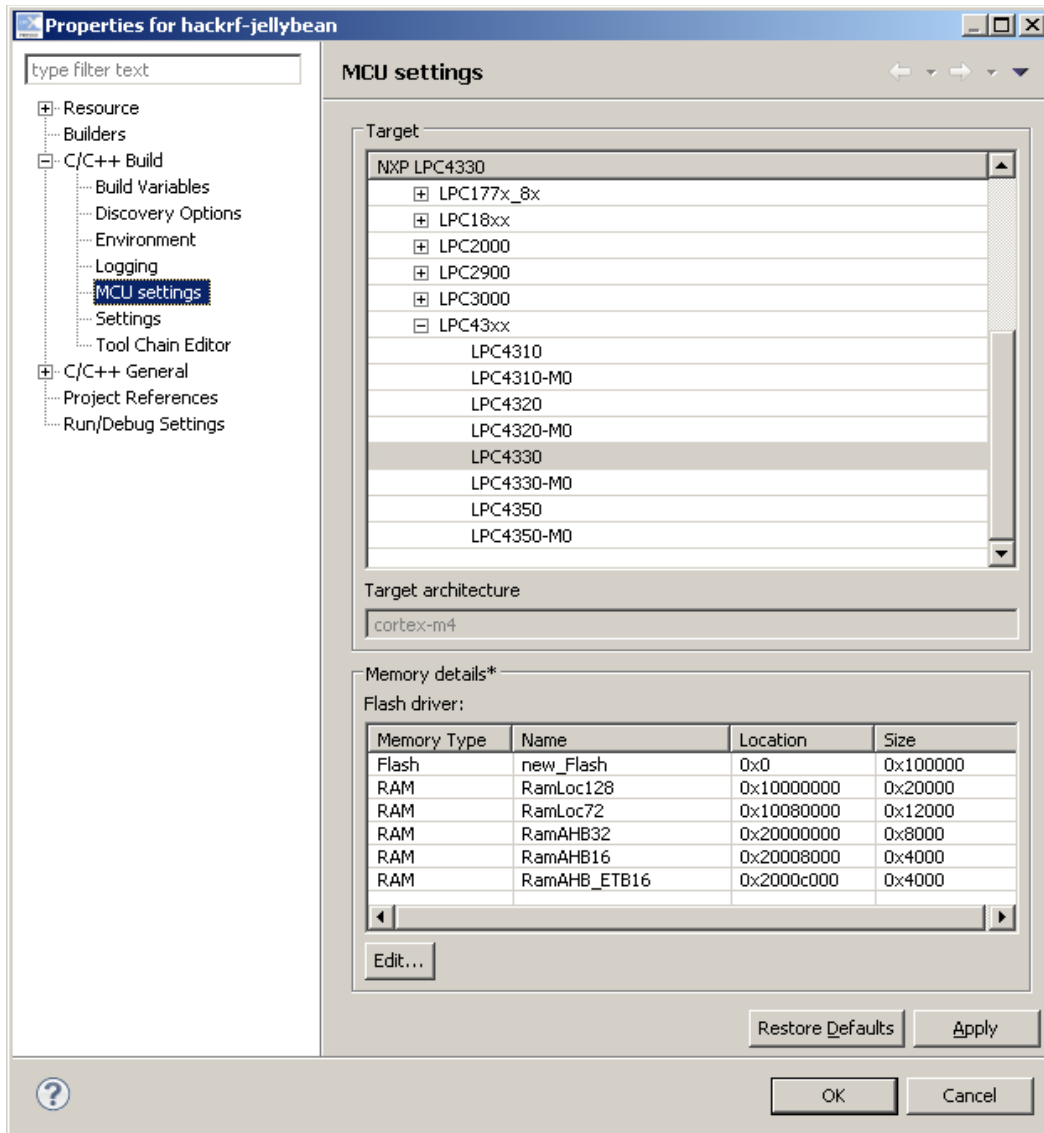 Properties for hackrf-jellybean
type filter text
Resource
Builders
C/C++ Build
Build Variables
Discovery Options
Environment
Logging
MCU settings
Settings
Tool Chain Editor
C/C++ General
Project References
Run/Debug Settings
MCU settings
Target
NXP LPC4330
LPC177x_8x
LPC18xx
LPC2000
LPC2900
LPC3000
LPC43xx
LPC4310
LPC4310-M0
LPC4320
LPC4320-M0
LPC4330
LPC4330-M0
LPC4350
LPC4350-M0
Target architecture
cortex-m4
Memory details*
Flash driver:
Memory Type Name Location Size
Flash new_Flash 0x0 0x100000
RAM RamLoc128 0x10000000 0x20000
RAM RamLoc72 0x10080000 0x12000
RAM RamAHB32 0x20000000 0x8000
RAM RamAHB16 0x20008000 0x4000
RAM RamAHB_ETB16 0x2000c000 0x4000
Edit...
Restore Defaults Apply
? OK Cancel